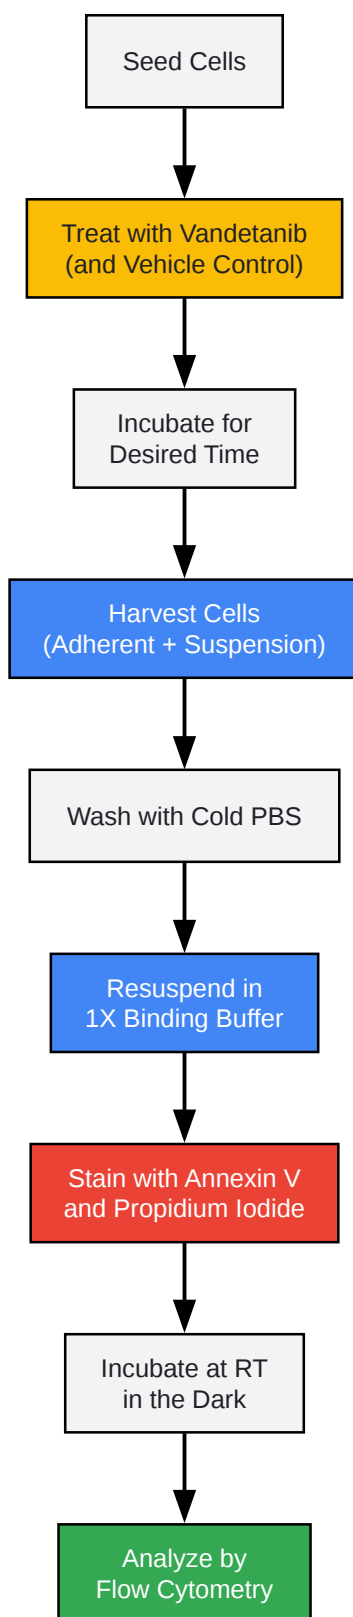 Seed Cells
Treat with Vandetanib
(and Vehicle Control)
Incubate for
Desired Time
Harvest Cells
(Adherent + Suspension)
Wash with Cold PBS
Resuspend in
1X Binding Buffer
Stain with Annexin V
and Propidium Iodide
Incubate at RT
in the Dark
Analyze by
Flow Cytometry